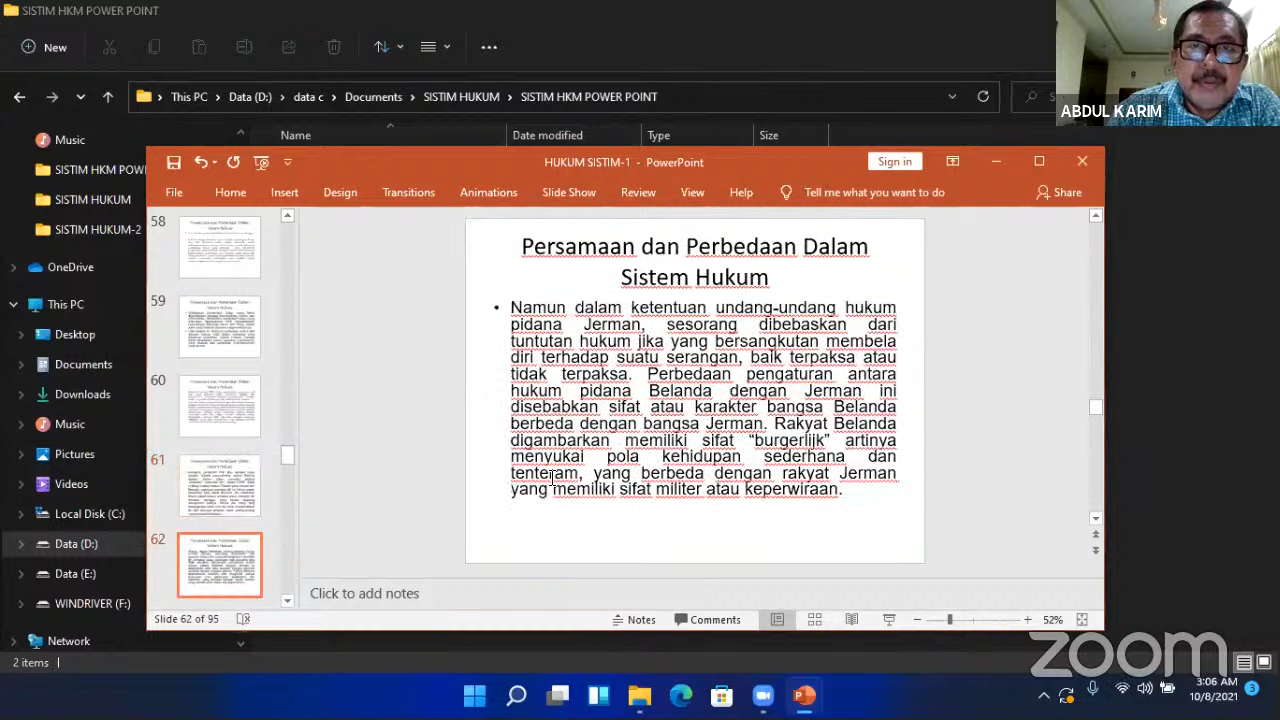 SISTIM HKM POWER POINT
New
ABDUL KARIM
This PC > Data (D:) > data c > Documents > SISTIM HUKUM > SISTIM HKM POWER POINT
Name Date modified Type Size
Music
SISTIM HKM POW
SISTIM HUKUM
SISTIM HUKUM-2
OneDrive
This PC
Desktop
Documents
Downloads
Music
Pictures
Videos
Local Disk (C:)
Data (D:)
Data (E:)
WINDRIVER (F:)
Network
2 items
HUKUM SISTIM-1 - PowerPoint
Sign in
File Home Insert Design Transitions Animations Slide Show Review View Help Tell me what you want to do Share
58
59
60
61
62
Persamaan dan Perbedaan Dalam
Sistem Hukum
• Namun dalam ketentuan undang-undang hukum
pidana Jerman, sesorang dibebaskan dari
tuntutan hukum jika yang bersangkutan membela
diri terhadap suatu serangan, baik terpaksa atau
tidak terpaksa Perbedaan pengaturan antara
hukum pidana Belanda dengan Jerman ini
disebabkan sifat atau karakter bangsa Belanda
berbeda dengan bangsa Jerman. Rakyat Belanda
digambarkan memiliki sifat "burgerlijk" artinya
menyukai pola kehidupan sederhana dan
tenteram, yang berbeda dengan rakyat Jerman
yang memiliki sifat militer atau keperwiraan.
Click to add notes
Slide 62 of 95
Notes Comments
52%
zoom
3:06 AM
10/8/2021
3